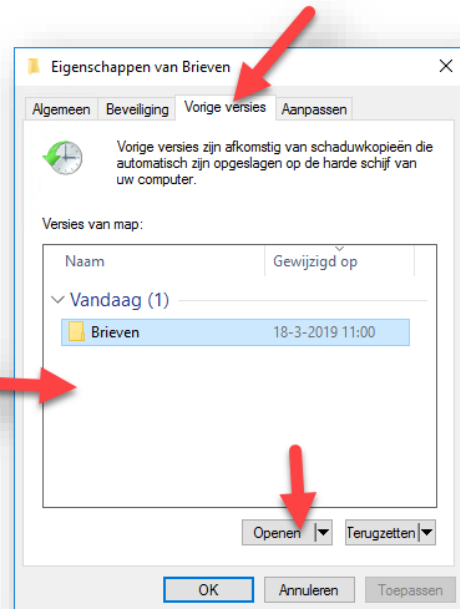 Eigenschappen van Brieven
Algemeen Beveiliging Vorige versies Aanpassen
Vorige versies zijn afkomstig van schaduwkopieën die
automatisch zijn opgeslagen op de harde schijf van
uw computer.
Versies van map:
Naam Gewijzigd op
Vandaag (1)
Brieven 18-3-2019 11:00
Openen Terugzetten
OK Annuleren Toepassen